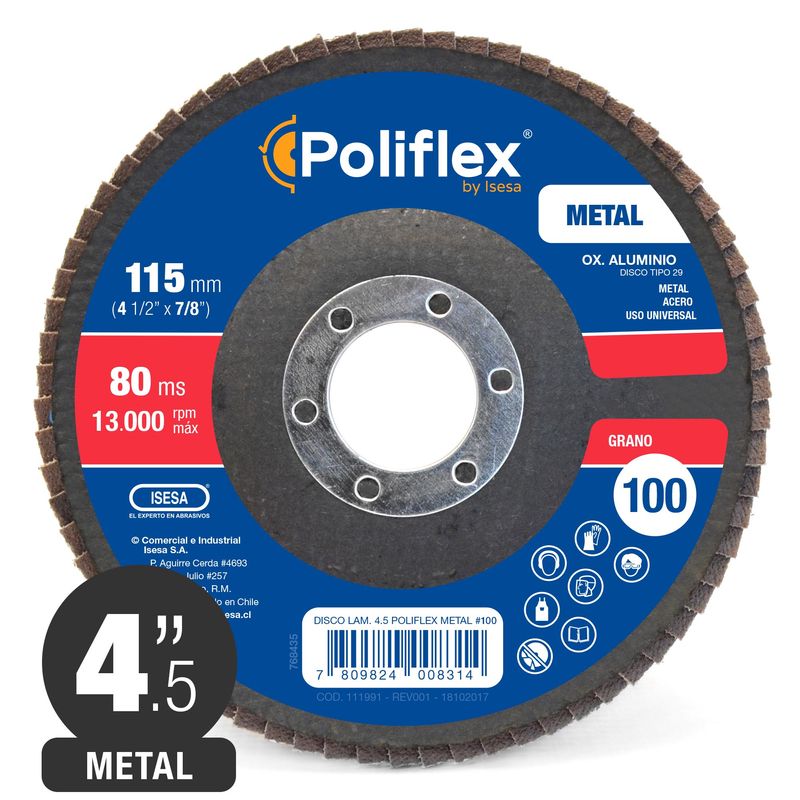 Poliflex®
by Isesa
METAL
OX. ALUMINIO
DISCO TIPO 29
METAL
ACERO
USO UNIVERSAL
115 mm
(4 1/2” x 7/8”)
80 ms
13.000 rpm máx
GRANO
100
ISESA
EL EXPERTO EN ABRASIVOS
© Comercial e Industrial
Isesa S.A.
P. Aguirre Cerda #4693
Julio #257
R.M.
en Chile
DISCO LAM. 4.5 POLIFLEX METAL #100
768435
7 809824 008314
COD. 111991 - REV001 - 18102017
4”.5
METAL